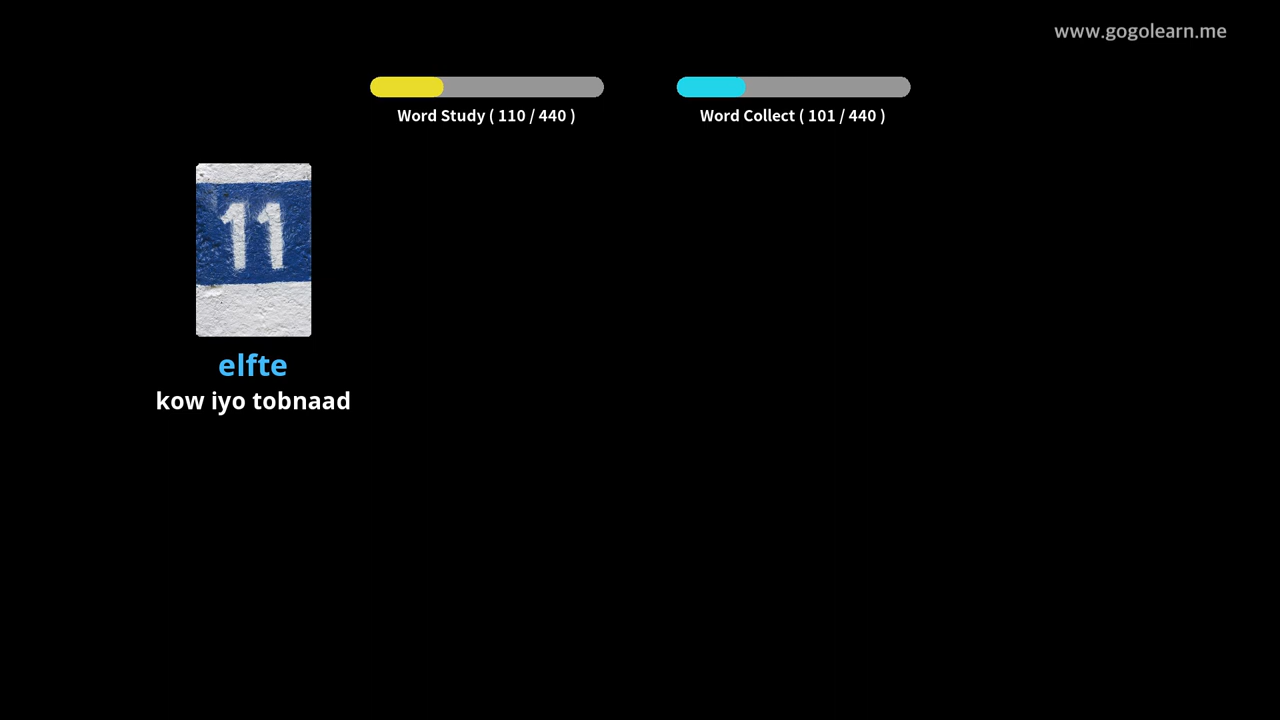 www.gogolearn.me
Word Study ( 110 / 440 )
Word Collect ( 101 / 440 )
11
elfte
kow iyo tobnaad